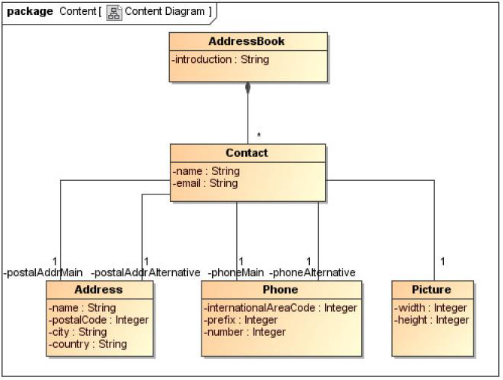 package Content [ Content Diagram ]
AddressBook
-introduction : String
*
Contact
-name : String
-email : String
1 1 1 1 1
-postalAddrMain -postalAddrAlternative -phoneMain -phoneAlternative
Address
-name : String
-postalCode : Integer
-city : String
-country : String
Phone
-internationalAreaCode : Integer
-prefix : Integer
-number : Integer
Picture
-width : Integer
-height : Integer